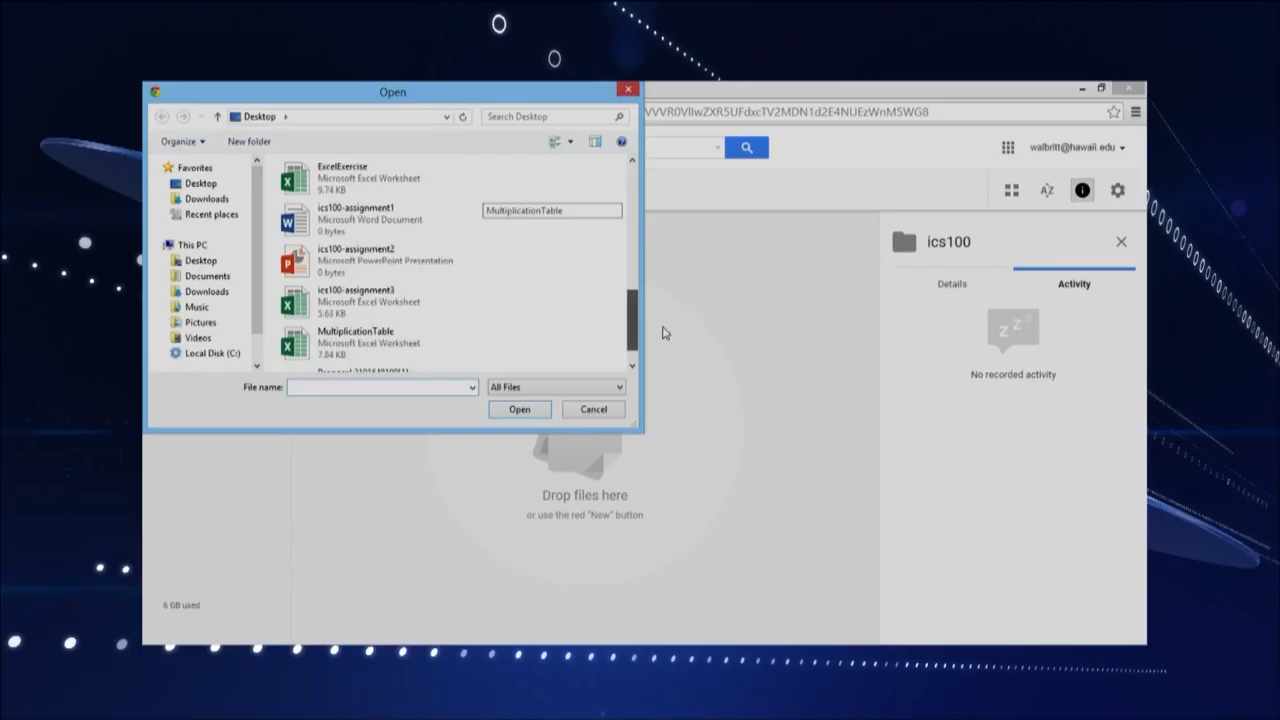 Open
Desktop
Search Desktop
Organize
New folder
Favorites
Desktop
Downloads
Recent places
This PC
Desktop
Documents
Downloads
Music
Pictures
Videos
Local Disk (C:)
ExcelExercise
Microsoft Excel Worksheet
9.74 KB
ics100-assignment1
Microsoft Word Document
0 bytes
ics100-assignment2
Microsoft PowerPoint Presentation
0 bytes
ics100-assignment3
Microsoft Excel Worksheet
5.63 KB
MultiplicationTable
Microsoft Excel Worksheet
7.84 KB
MultiplicationTable
File name:
All Files
Open
Cancel
walbritt@hawaii.edu
AZ
ics100
Details
Activity
z z z
No recorded activity
Drop files here
or use the red "New" button
6 GB used